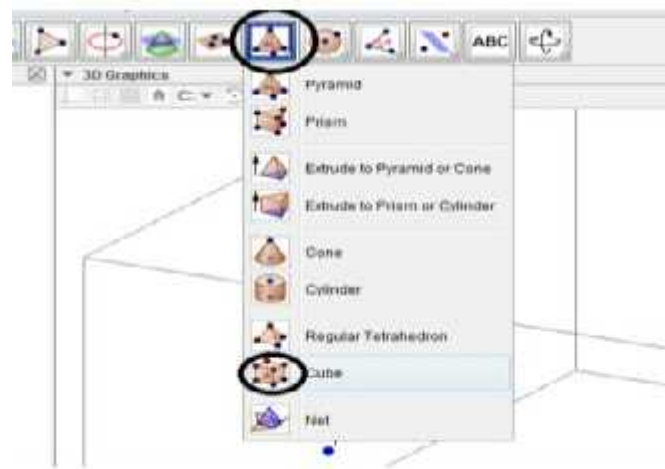 ABC
3D Graphics
Pyramid
Prism
Extrude to Pyramid or Cone
Extrude to Prism or Cylinder
Cone
Cylinder
Regular Tetrahedron
Cube
Net